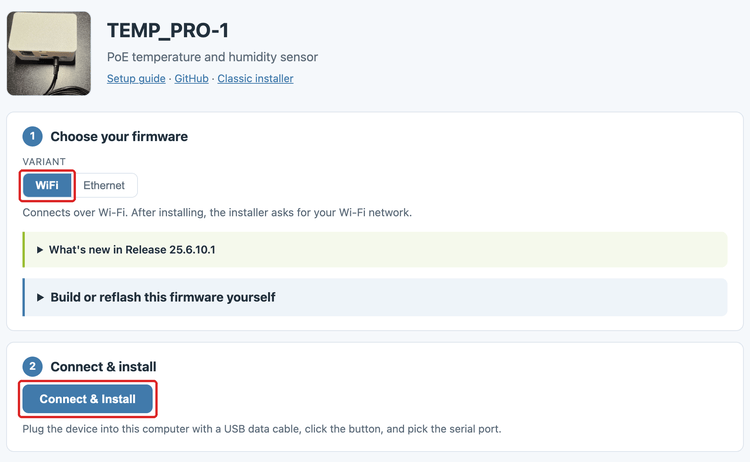 TEMP_PRO-1
PoE temperature and humidity sensor
Setup guide · GitHub · Classic installer
1 Choose your firmware
VARIANT
WiFi Ethernet
Connects over Wi-Fi. After installing, the installer asks for your Wi-Fi network.
▶ What's new in Release 25.6.10.1
▶ Build or reflash this firmware yourself
2 Connect & install
Connect & Install
Plug the device into this computer with a USB data cable, click the button, and pick the serial port.